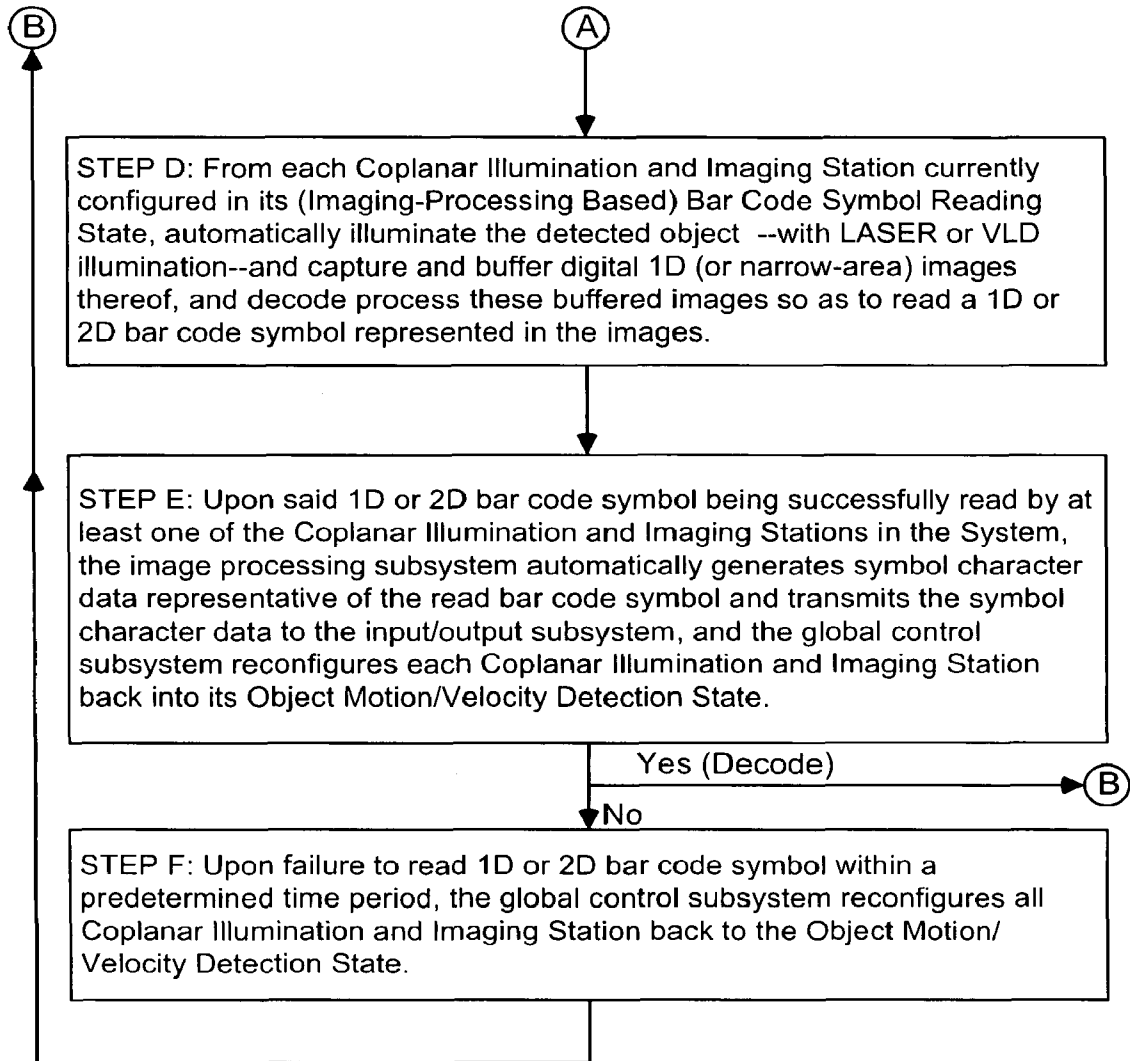 B
A
STEP D: From each Coplanar Illumination and Imaging Station currently
configured in its (Imaging-Processing Based) Bar Code Symbol Reading
State, automatically illuminate the detected object --with LASER or VLD
illumination--and capture and buffer digital 1D (or narrow-area) images
thereof, and decode process these buffered images so as to read a 1D or
2D bar code symbol represented in the images.
STEP E: Upon said 1D or 2D bar code symbol being successfully read by at
least one of the Coplanar Illumination and Imaging Stations in the System,
the image processing subsystem automatically generates symbol character
data representative of the read bar code symbol and transmits the symbol
character data to the input/output subsystem, and the global control
subsystem reconfigures each Coplanar Illumination and Imaging Station
back into its Object Motion/Velocity Detection State.
Yes (Decode)
B
No
STEP F: Upon failure to read 1D or 2D bar code symbol within a
predetermined time period, the global control subsystem reconfigures all
Coplanar Illumination and Imaging Station back to the Object Motion/
Velocity Detection State.